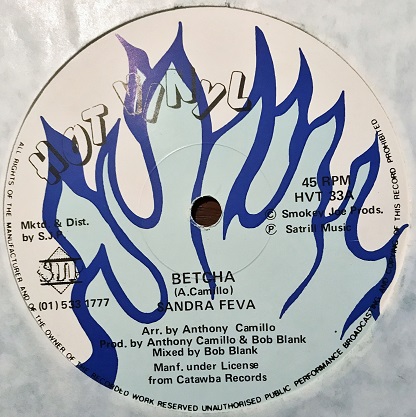 HOT VINYL
45 RPM
HVT 33A
© Smokey Joe Prods.
℗ Satrill Music
Mktd. & Dist.
by S.J.P.
(01) 533 1777
BETCHA
(A.Camillo)
SANDRA FEVA
Arr. by Anthony Camillo
Prod. by Anthony Camillo & Bob Blank
Mixed by Bob Blank
Manf. under License
from Catawba Records
ALL RIGHTS OF THE MANUFACTURER AND OF THE OWNER OF THE RECORDED WORK RESERVED UNAUTHORISED PUBLIC PERFORMANCE BROADCASTING AND COPYING OF THIS RECORD PROHIBITED